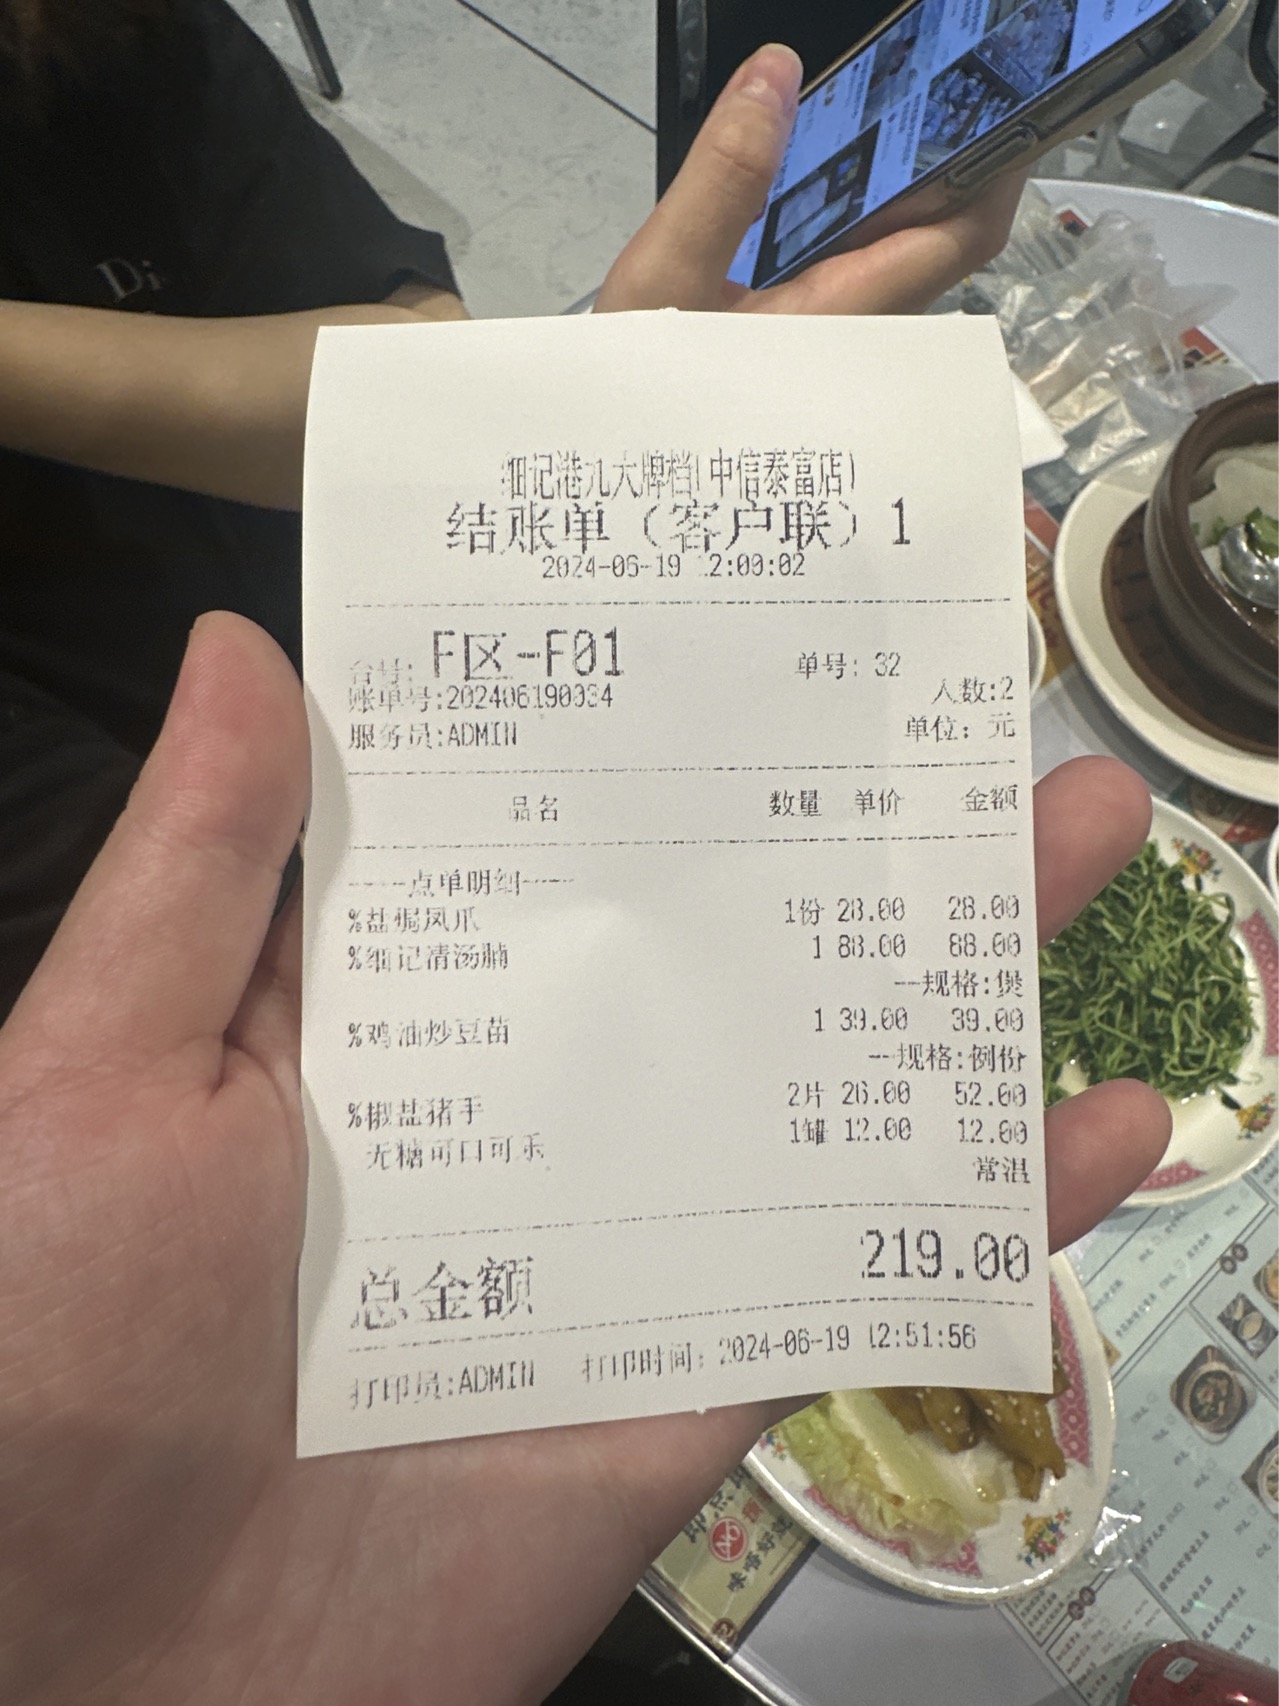 Di
细记港九大牌档(中信泰富店)
结账单（客户联）1
2024-06-19 12:00:02
台号: F区-F01 单号: 32
账单号:202406190034 人数:2
服务员:ADMIN 单位: 元
品名 数量 单价 金额
-----点单明细-----
%盐焗凤爪 1份 28.00 28.00
%细记清汤腩 1 88.00 88.00
--规格:煲
%鸡油炒豆苗 1 39.00 39.00
--规格:例份
%椒盐猪手 2片 26.00 52.00
无糖可口可乐 1罐 12.00 12.00
常温
总金额 219.00
打印员:ADMIN 打印时间: 2024-06-19 12:51:56